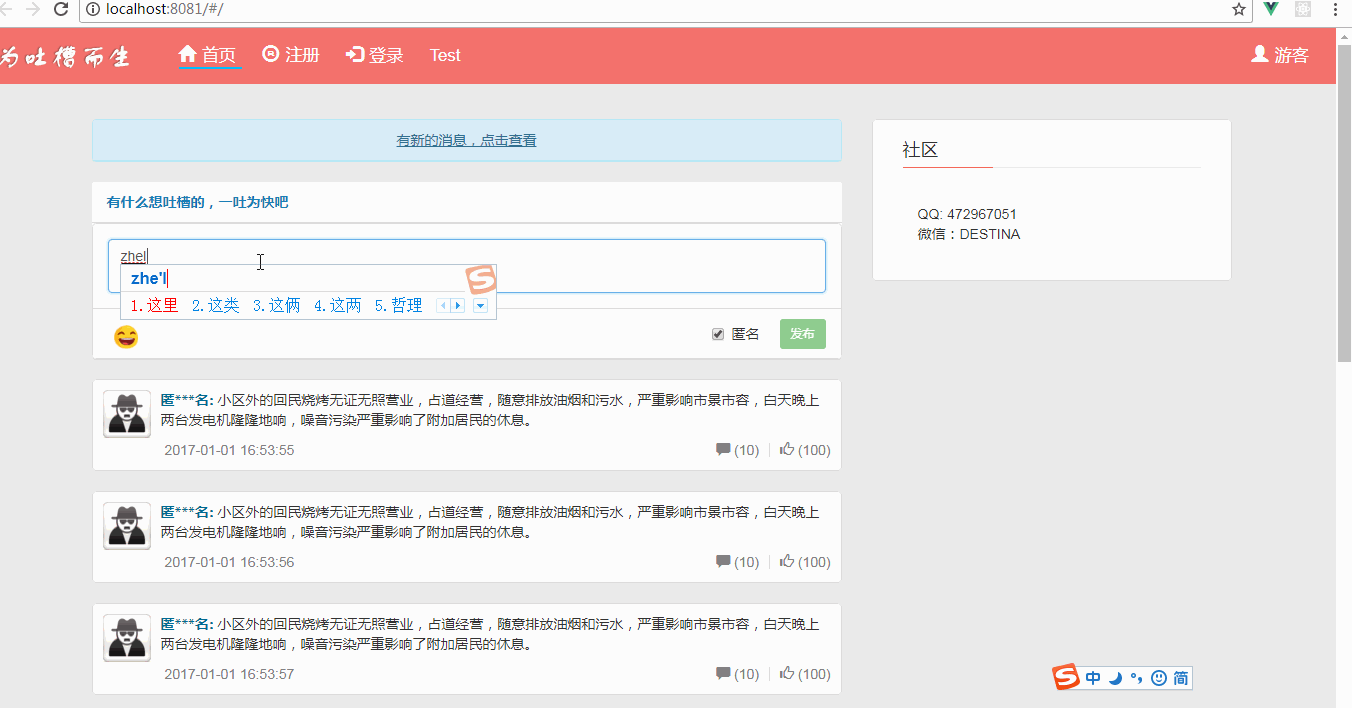 localhost:8081/#/
为吐槽而生 首页 注册 登录 Test 游客
有新的消息，点击查看
有什么想吐槽的，一吐为快吧
zhel
zhe'l
1.这里 2.这类 3.这俩 4.这两 5.哲理
匿名 发布
匿***名: 小区外的回民烧烤无证无照营业，占道经营，随意排放油烟和污水，严重影响市景市容，白天晚上
两台发电机隆隆地响，噪音污染严重影响了附加居民的休息。
2017-01-01 16:53:55 (10) (100)
匿***名: 小区外的回民烧烤无证无照营业，占道经营，随意排放油烟和污水，严重影响市景市容，白天晚上
两台发电机隆隆地响，噪音污染严重影响了附加居民的休息。
2017-01-01 16:53:56 (10) (100)
匿***名: 小区外的回民烧烤无证无照营业，占道经营，随意排放油烟和污水，严重影响市景市容，白天晚上
两台发电机隆隆地响，噪音污染严重影响了附加居民的休息。
2017-01-01 16:53:57 (10) (100)
社区
QQ: 472967051
微信：DESTINA
中 °, 简